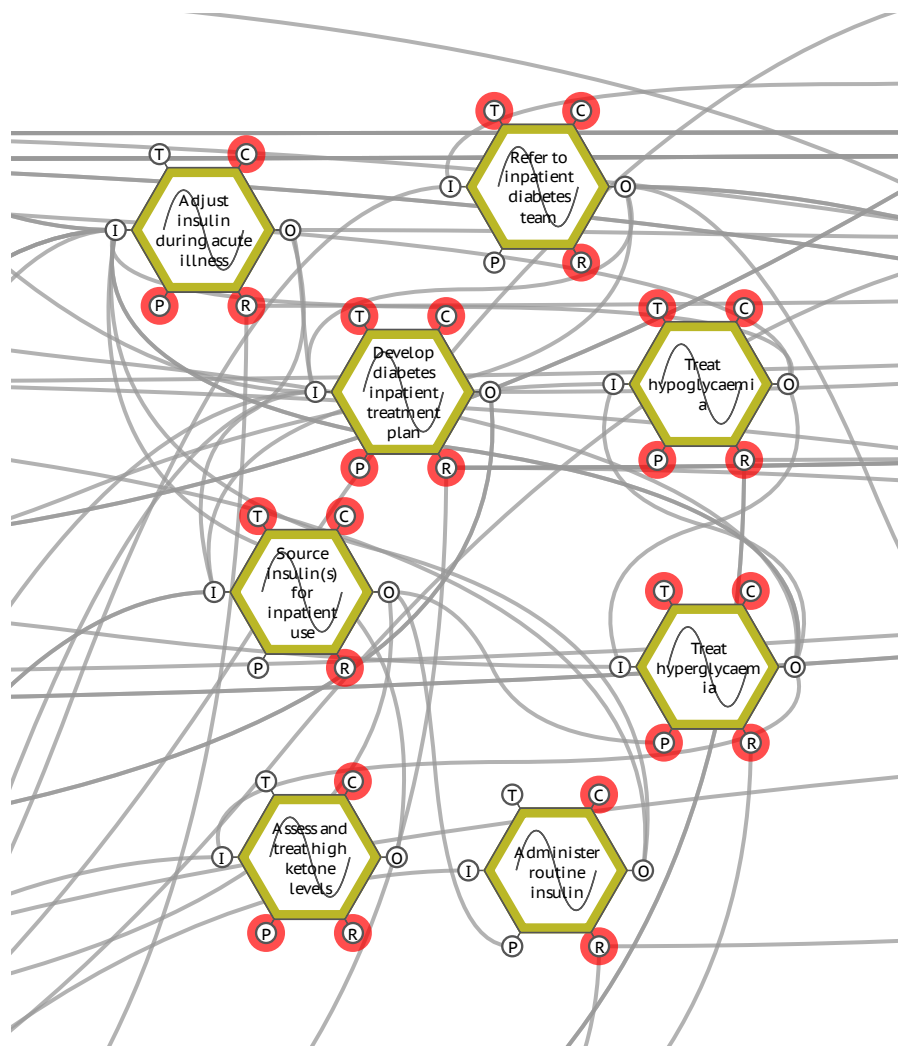 T
C
Refer to
inpatient
diabetes
team
I
O
P
R
T
C
Adjust
insulin
during acute
illness
I
O
P
R
T
C
Develop
diabetes
inpatient
treatment
plan
I
O
P
R
T
C
Treat
hypoglycaemi
a
I
O
P
R
T
C
Source
insulin(s)
for
inpatient
use
I
O
P
R
T
C
Treat
hyperglycaem
ia
I
O
P
R
T
C
Assess and
treat high
ketone
levels
I
O
P
R
T
C
Administer
routine
insulin
I
O
P
R